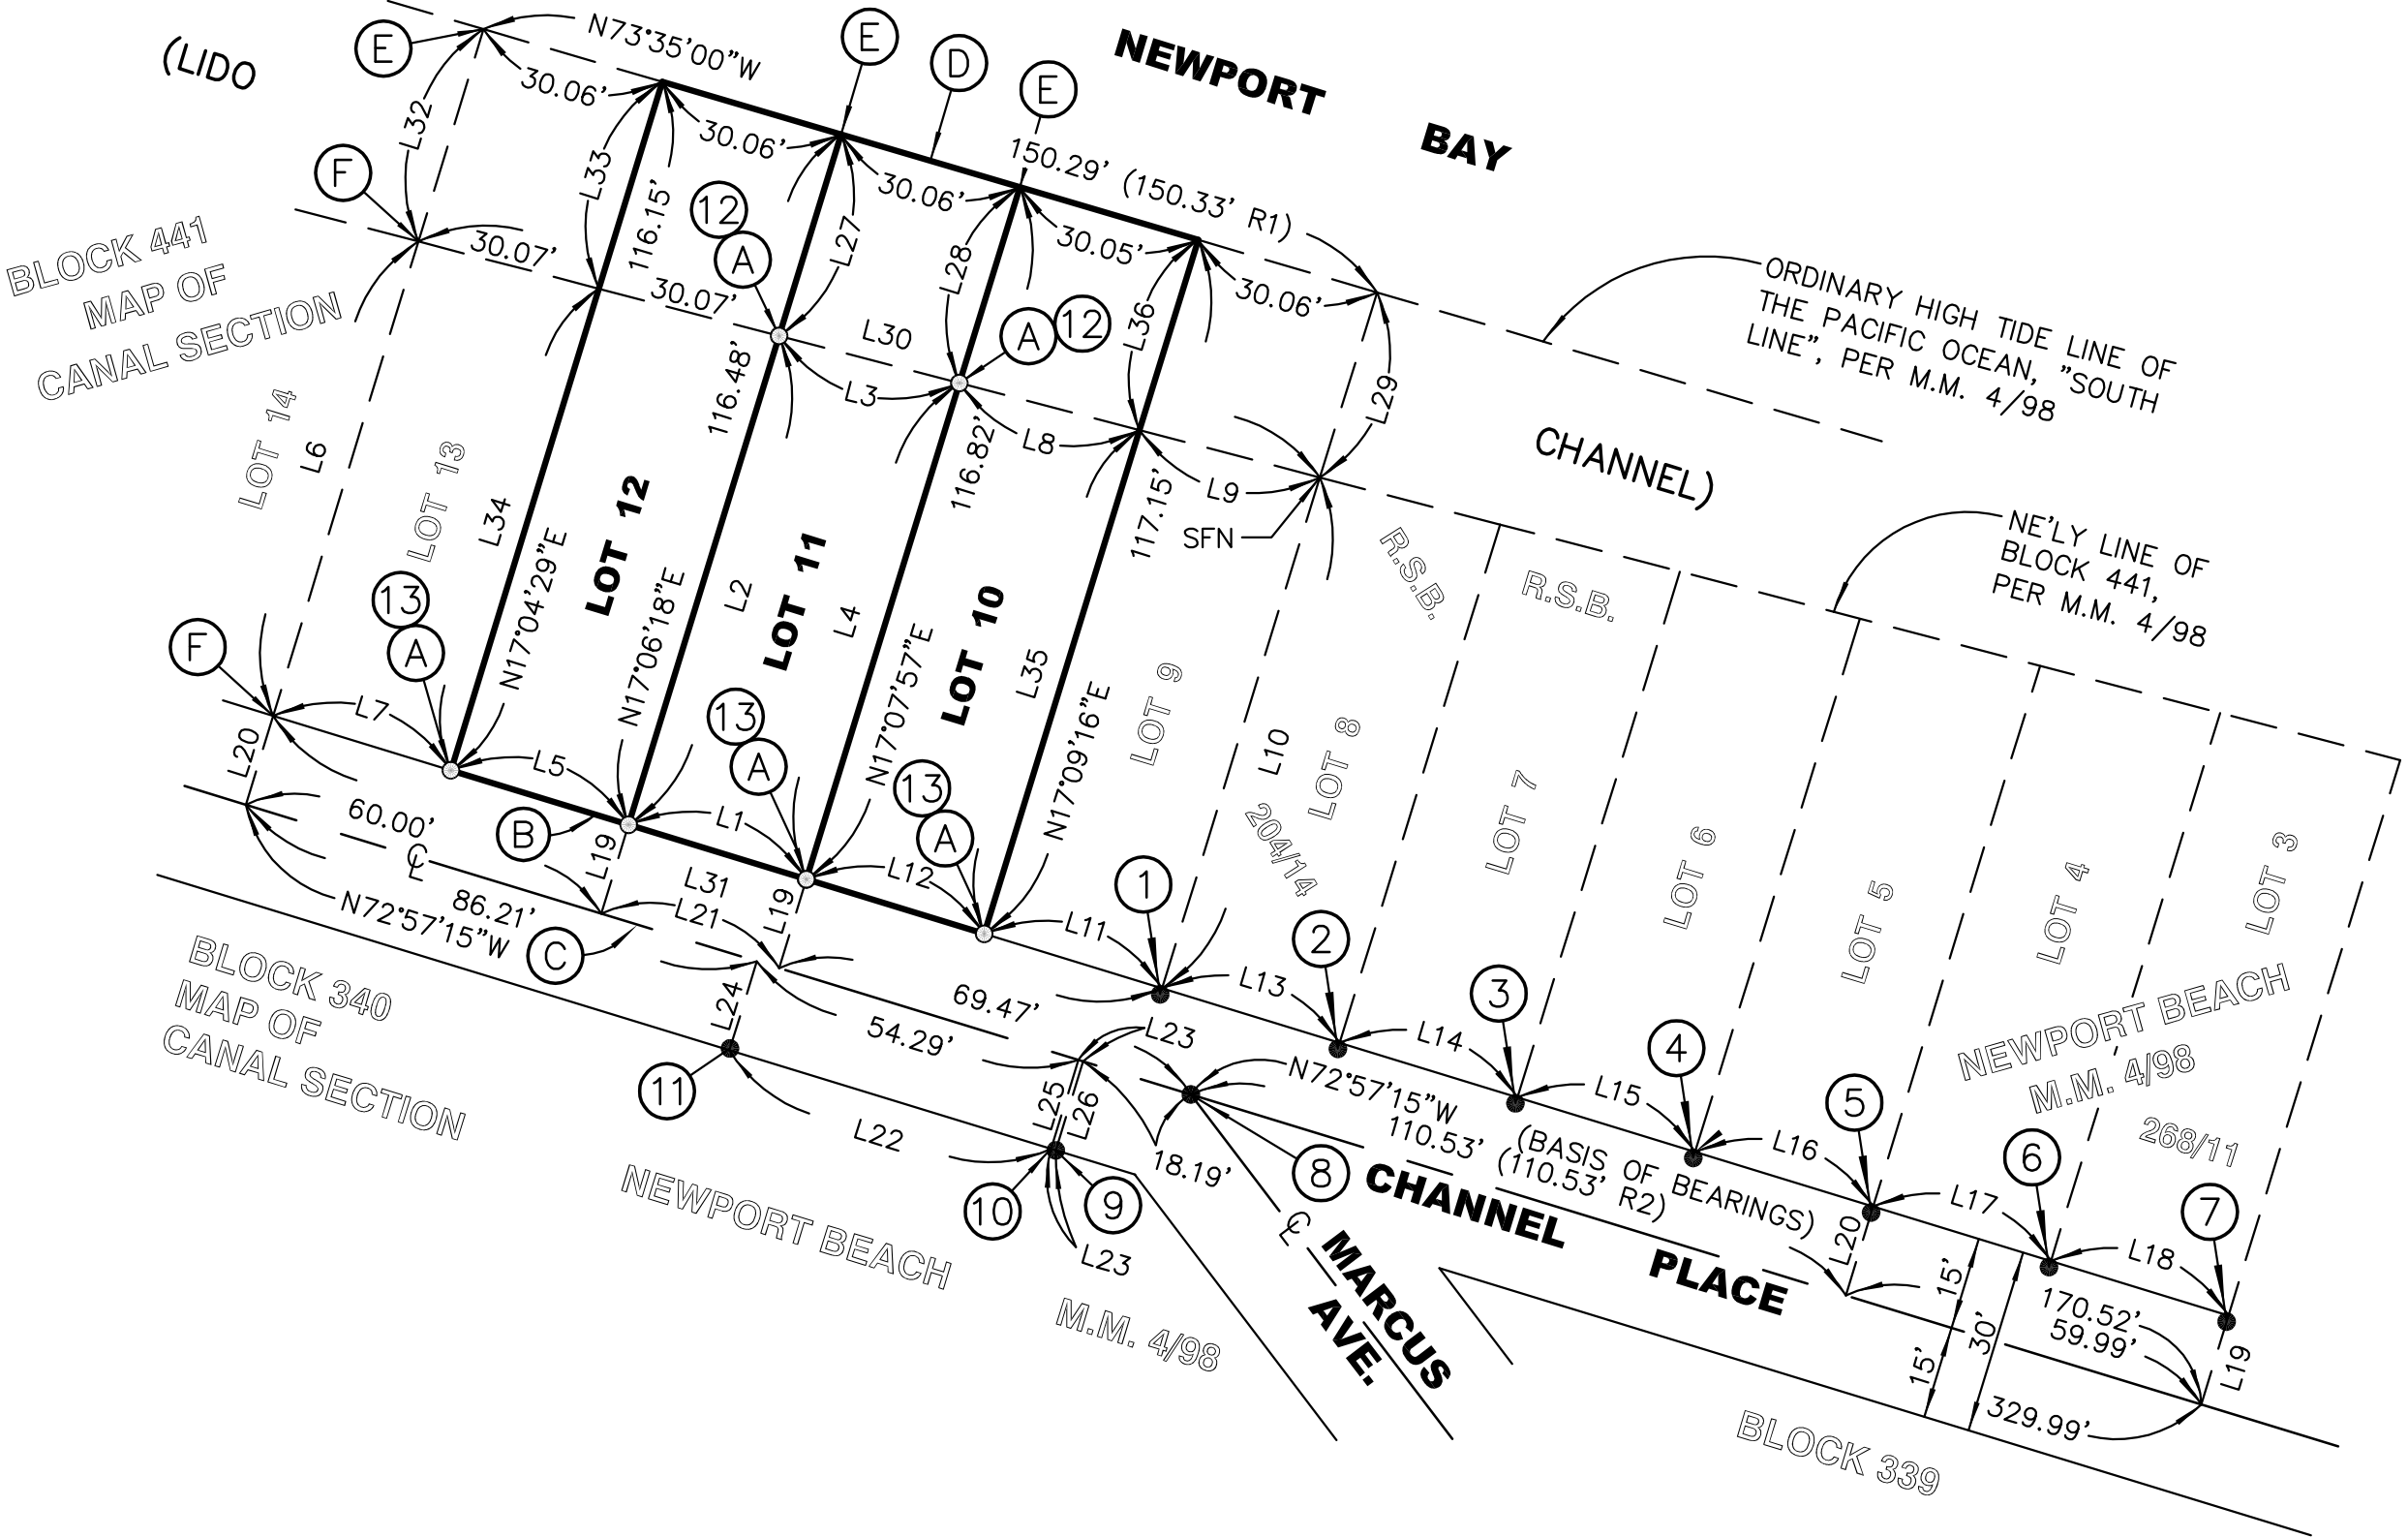 (LIDO
E
N73°35'00"W
E
D
E
NEWPORT
BAY
30.06'
30.06'
30.06'
30.05'
30.06'
150.29' (150.33' R1)
L32
L33
116.15'
12
A
L27
L28
A
12
L36
L29
F
ORDINARY HIGH TIDE LINE OF
THE PACIFIC OCEAN, "SOUTH
LINE", PER M.M. 4/98
BLOCK 441
MAP OF
CANAL SECTION
30.07'
30.07'
L30
L3
L8
L9
SFN
CHANNEL)
116.48'
116.82'
117.15'
NE'LY LINE OF
BLOCK 441,
PER M.M. 4/98
LOT 14
L6
LOT 13
L34
N17°04'29"E
LOT 12
N17°06'18"E
L2
LOT 11
L4
N17°07'57"E
LOT 10
L35
N17°09'16"E
LOT 9
L10
R.S.B.
204/14
R.S.B.
LOT 8
LOT 7
LOT 6
LOT 5
LOT 4
LOT 3
NEWPORT BEACH
M.M. 4/98
268/11
13
A
F
L7
L20
L5
B
L19
13
A
L1
13
A
L12
L19
L11
1
L13
2
L14
3
L15
4
L16
5
L17
6
L18
7
60.00'
℄
86.21'
N72°57'15"W
C
L31
L21
69.47'
54.29'
L24
11
L22
L23
L25
L26
18.19'
10
9
L23
8
N72°57'15"W
(BASIS OF BEARINGS)
110.53'
(110.53' R2)
CHANNEL
PLACE
℄
MARCUS
AVE.
L20
15'
15'
30'
170.52'
59.99'
329.99'
L19
BLOCK 340
MAP OF
CANAL SECTION
NEWPORT BEACH
M.M. 4/98
BLOCK 339